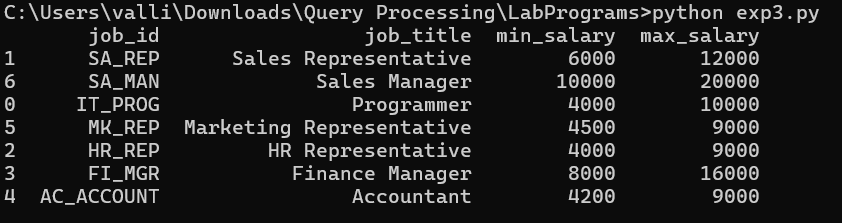 C:\Users\valli\Downloads\Query Processing\LabPrograms>python exp3.py
job_id job_title min_salary max_salary
1 SA_REP Sales Representative 6000 12000
6 SA_MAN Sales Manager 10000 20000
0 IT_PROG Programmer 4000 10000
5 MK_REP Marketing Representative 4500 9000
2 HR_REP HR Representative 4000 9000
3 FI_MGR Finance Manager 8000 16000
4 AC_ACCOUNT Accountant 4200 9000